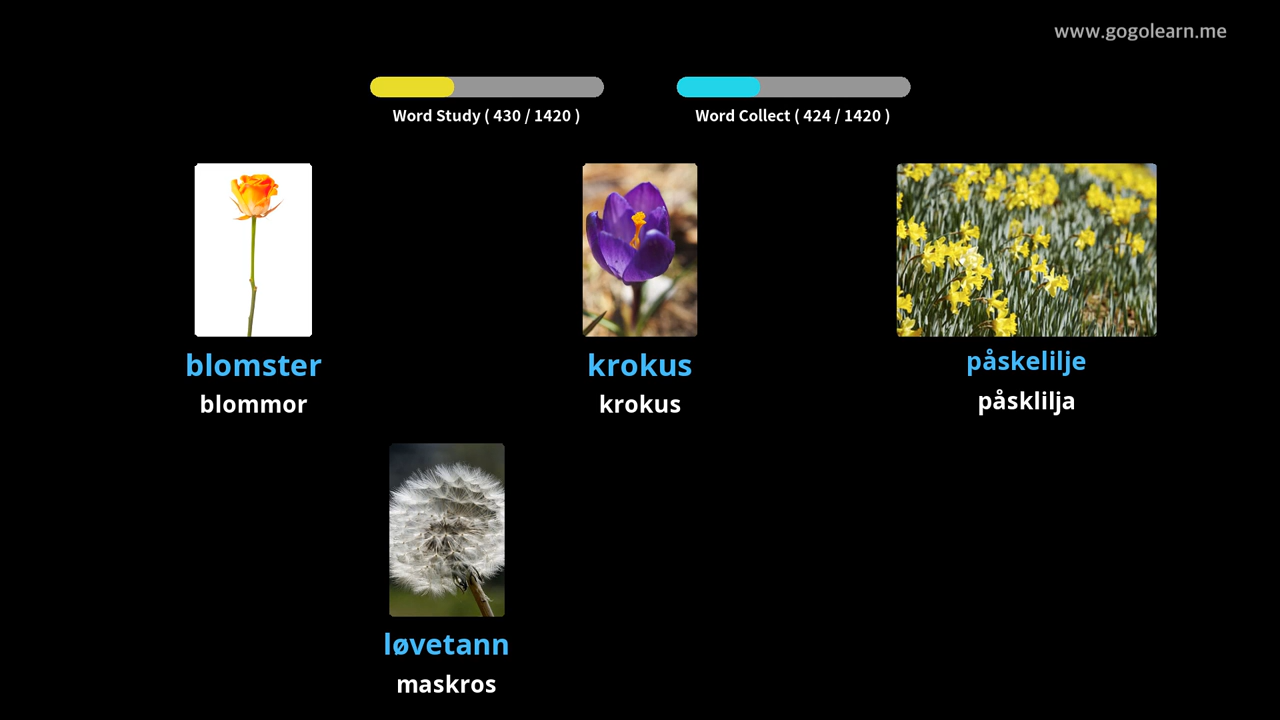 www.gogolearn.me
Word Study ( 430 / 1420 )
Word Collect ( 424 / 1420 )
blomster
blommor
krokus
krokus
påskelilje
påsklilja
løvetann
maskros